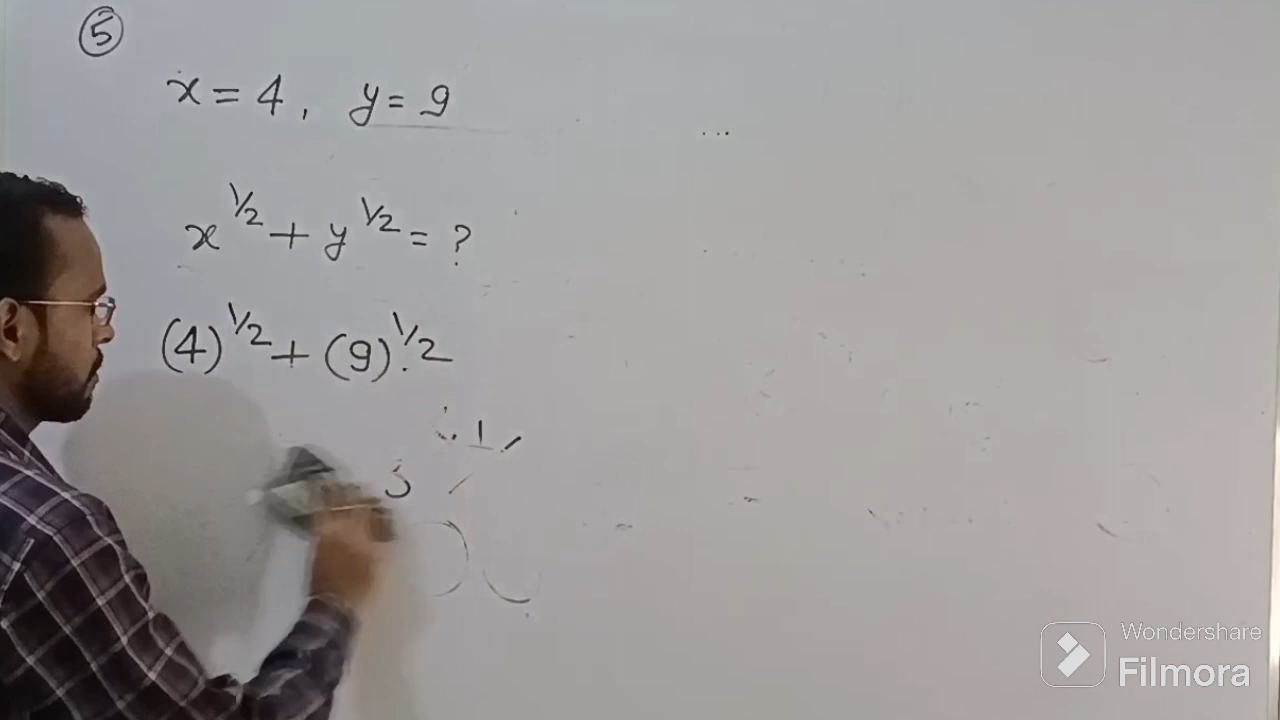 5
x = 4, y = 9
x^1/2 + y^1/2 = ?
(4)^1/2 + (9)^1/2
Wondershare
Filmora